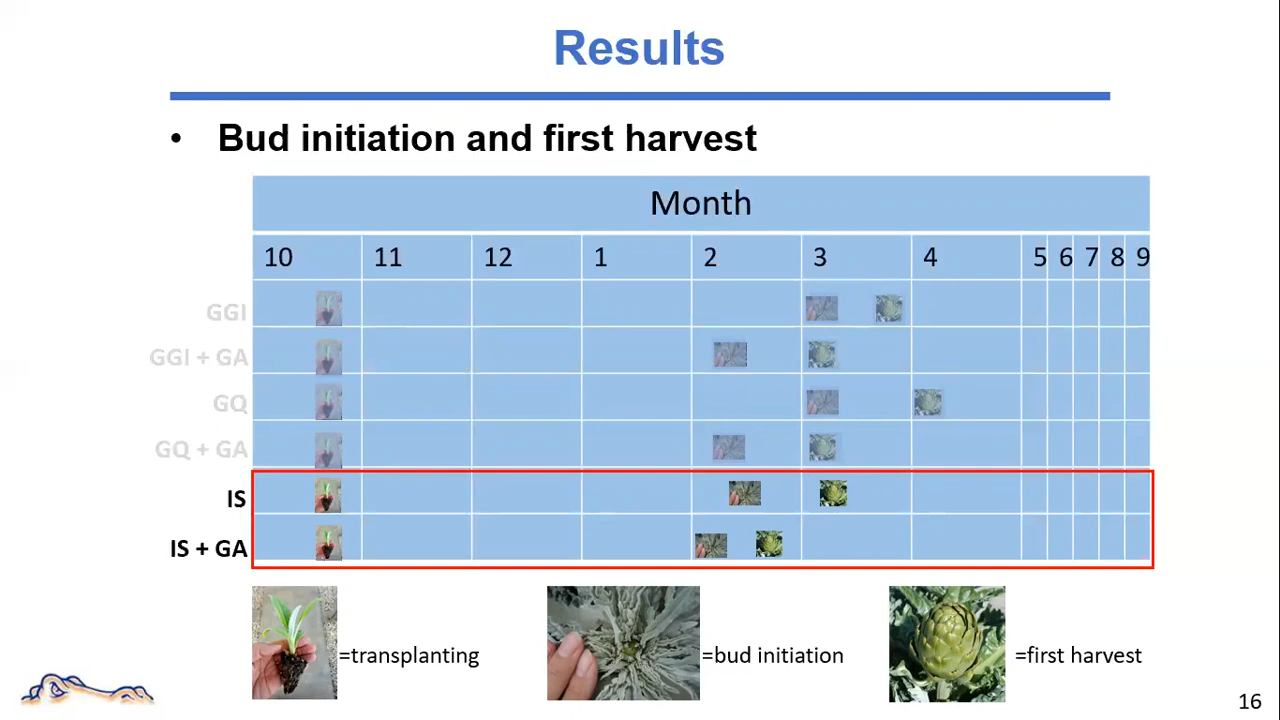 Results
• Bud initiation and first harvest
Month
10 11 12 1 2 3 4 5 6 7 8 9
GGI
GGI + GA
GQ
GQ + GA
IS
IS + GA
=transplanting =bud initiation =first harvest
16